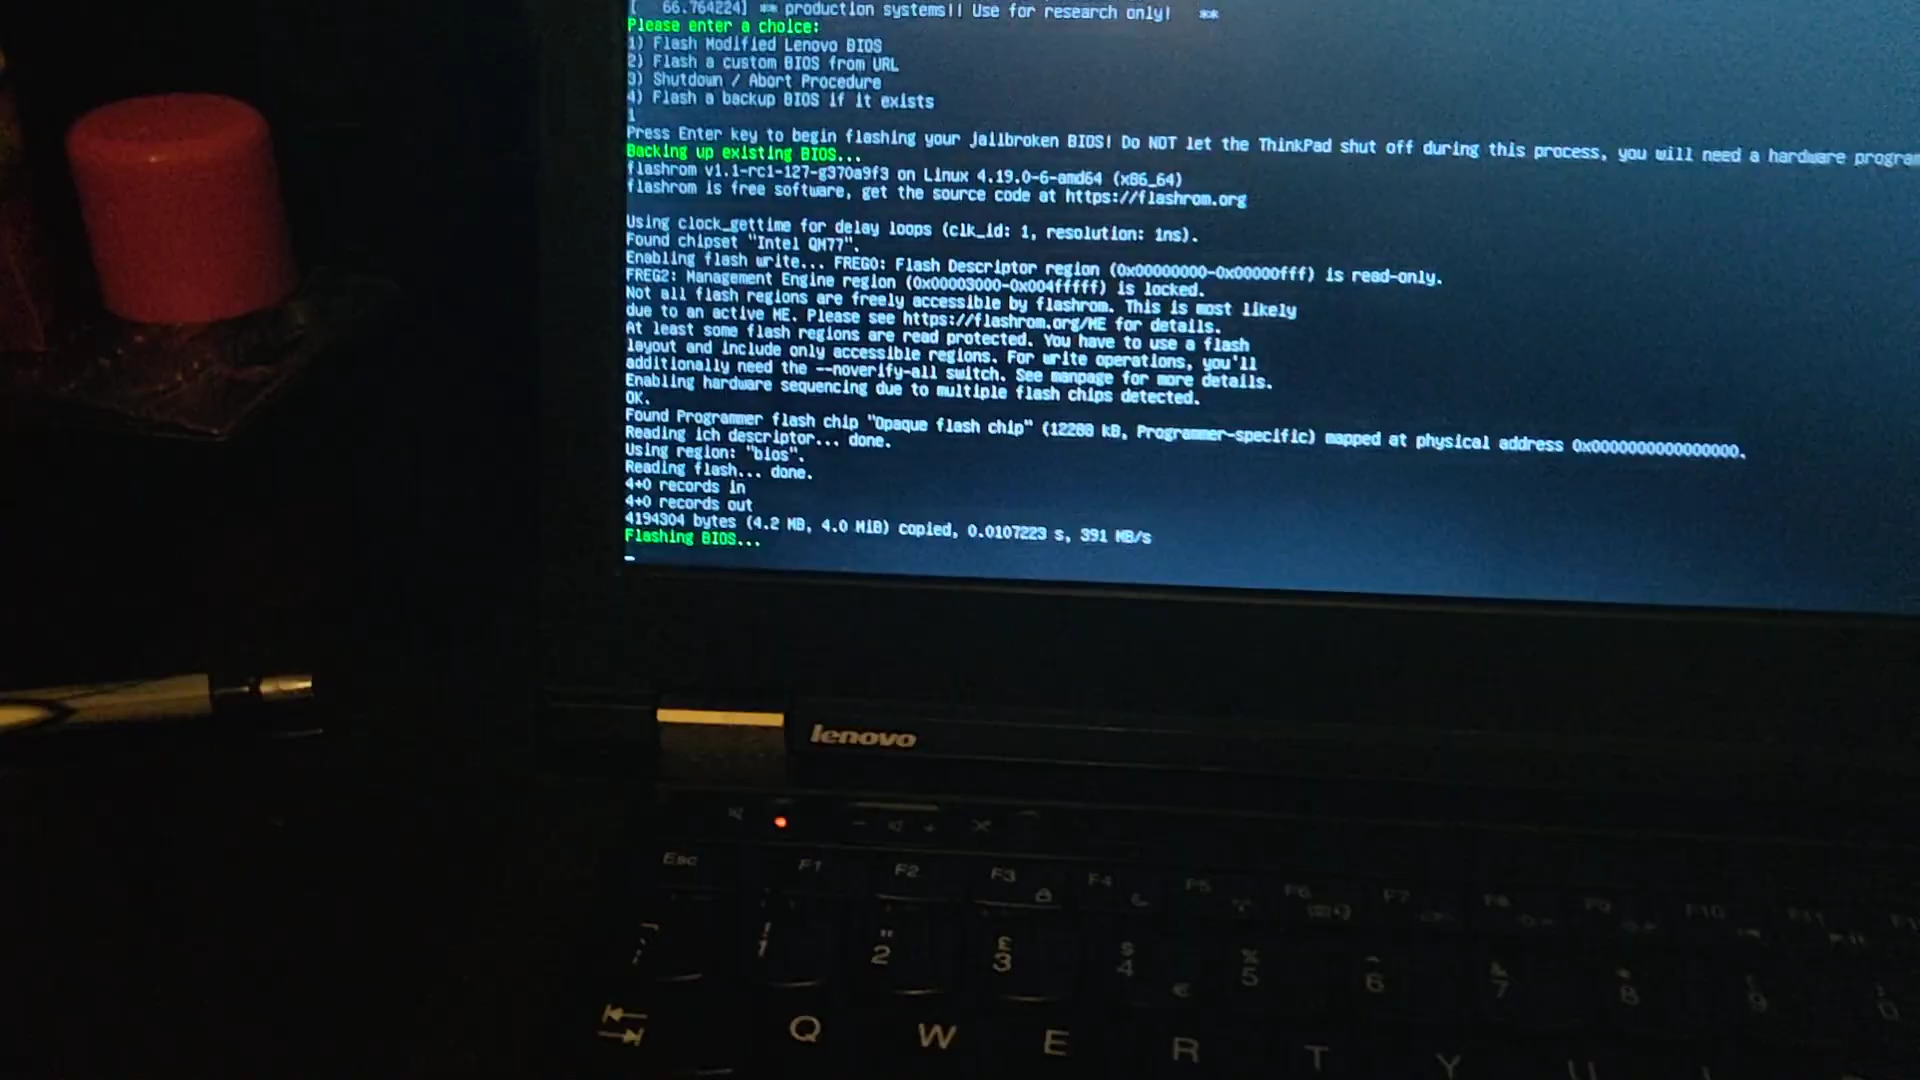 [   66.764224] ** production systems!! Use for research only!   **
Please enter a choice:
1) Flash Modified Lenovo BIOS
2) Flash a custom BIOS from URL
3) Shutdown / Abort Procedure
4) Flash a backup BIOS if it exists
1
Press Enter key to begin flashing your jailbroken BIOS! Do NOT let the ThinkPad shut off during this process, you will need a hardware
Backing up existing BIOS...
flashrom v1.1-rc1-127-g370a9f3 on Linux 4.19.0-6-amd64 (x86_64)
flashrom is free software, get the source code at https://flashrom.org
Using clock_gettime for delay loops (clk_id: 1, resolution: 1ns).
Found chipset "Intel QM77".
Enabling flash write... FREG0: Flash Descriptor region (0x00000000-0x00000fff) is read-only.
FREG2: Management Engine region (0x00003000-0x004fffff) is locked.
Not all flash regions are freely accessible by flashrom. This is most likely
due to an active ME. Please see https://flashrom.org/ME for details.
At least some flash regions are read protected. You have to use a flash
layout and include only accessible regions. For write operations, you'll
additionally need the --noverify-all switch. See manpage for more details.
Enabling hardware sequencing due to multiple flash chips detected.
OK.
Found Programmer flash chip "Opaque flash chip" (12288 kB, Programmer-specific) mapped at physical address 0x0000000000000000.
Reading ich descriptor... done.
Using region: "bios".
Reading flash... done.
4+0 records in
4+0 records out
4194304 bytes (4.2 MB, 4.0 MiB) copied, 0.0107223 s, 391 MB/s
Flashing BIOS...
lenovo
Esc F1 F2 F3 F4 F5 F6 F7 F8 F9 F10 F11
! " £ $ % ^ & *
1 2 3 4 € 5 6 7 8 9 0
Q W E R T Y U